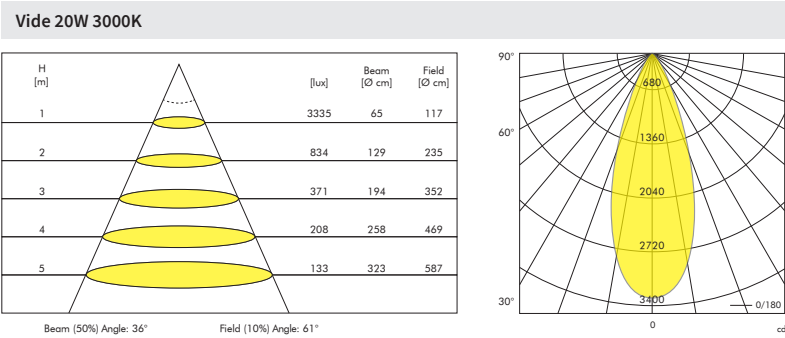 Vide 20W 3000K
H [m] [lux] Beam [Ø cm] Field [Ø cm]
1 3335 65 117
2 834 129 235
3 371 194 352
4 208 258 469
5 133 323 587
Beam (50%) Angle: 36° Field (10%) Angle: 61°
90°
680
60°
1360
2040
2720
30°
3400
0/180
0
cd